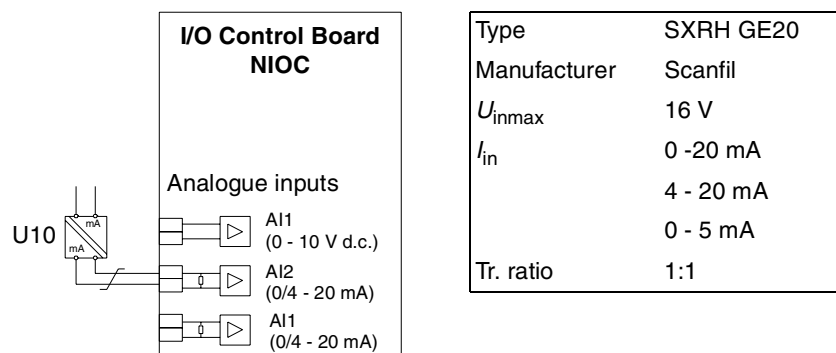 I/O Control Board
NIOC
Analogue inputs
U10
mA
mA
AI1
(0 - 10 V d.c.)
AI2
(0/4 - 20 mA)
AI1
(0/4 - 20 mA)
Type SXRH GE20
Manufacturer Scanfil
Uinmax 16 V
Iin 0 -20 mA
4 - 20 mA
0 - 5 mA
Tr. ratio 1:1